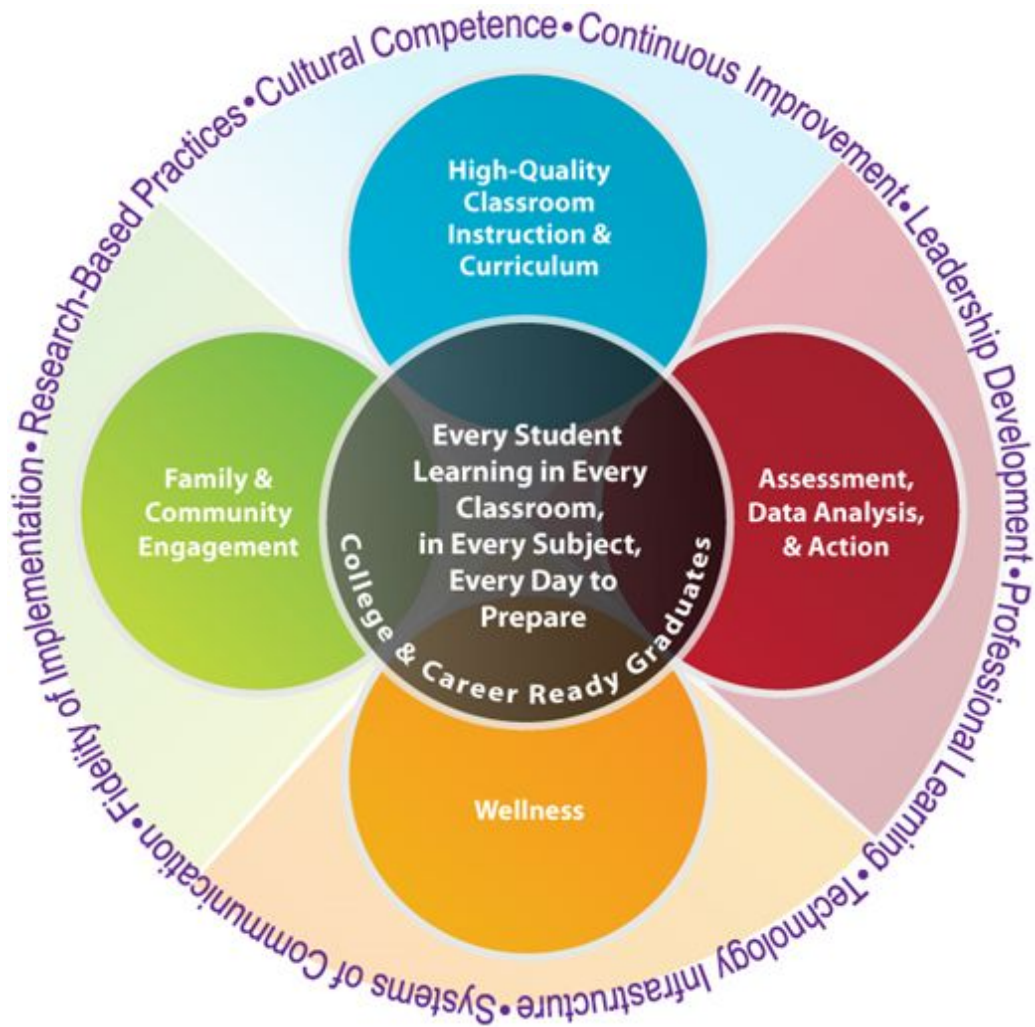 Fidelity of Implementation • Research-Based Practices • Cultural Competence • Continuous Improvement • Leadership Development • Professional Learning • Technology Infrastructure • Systems of Communication •
High-Quality
Classroom
Instruction &
Curriculum
Family &
Community
Engagement
Every Student
Learning in Every
Classroom,
in Every Subject,
Every Day to
Prepare
College & Career Ready Graduates
Assessment,
Data Analysis,
& Action
Wellness